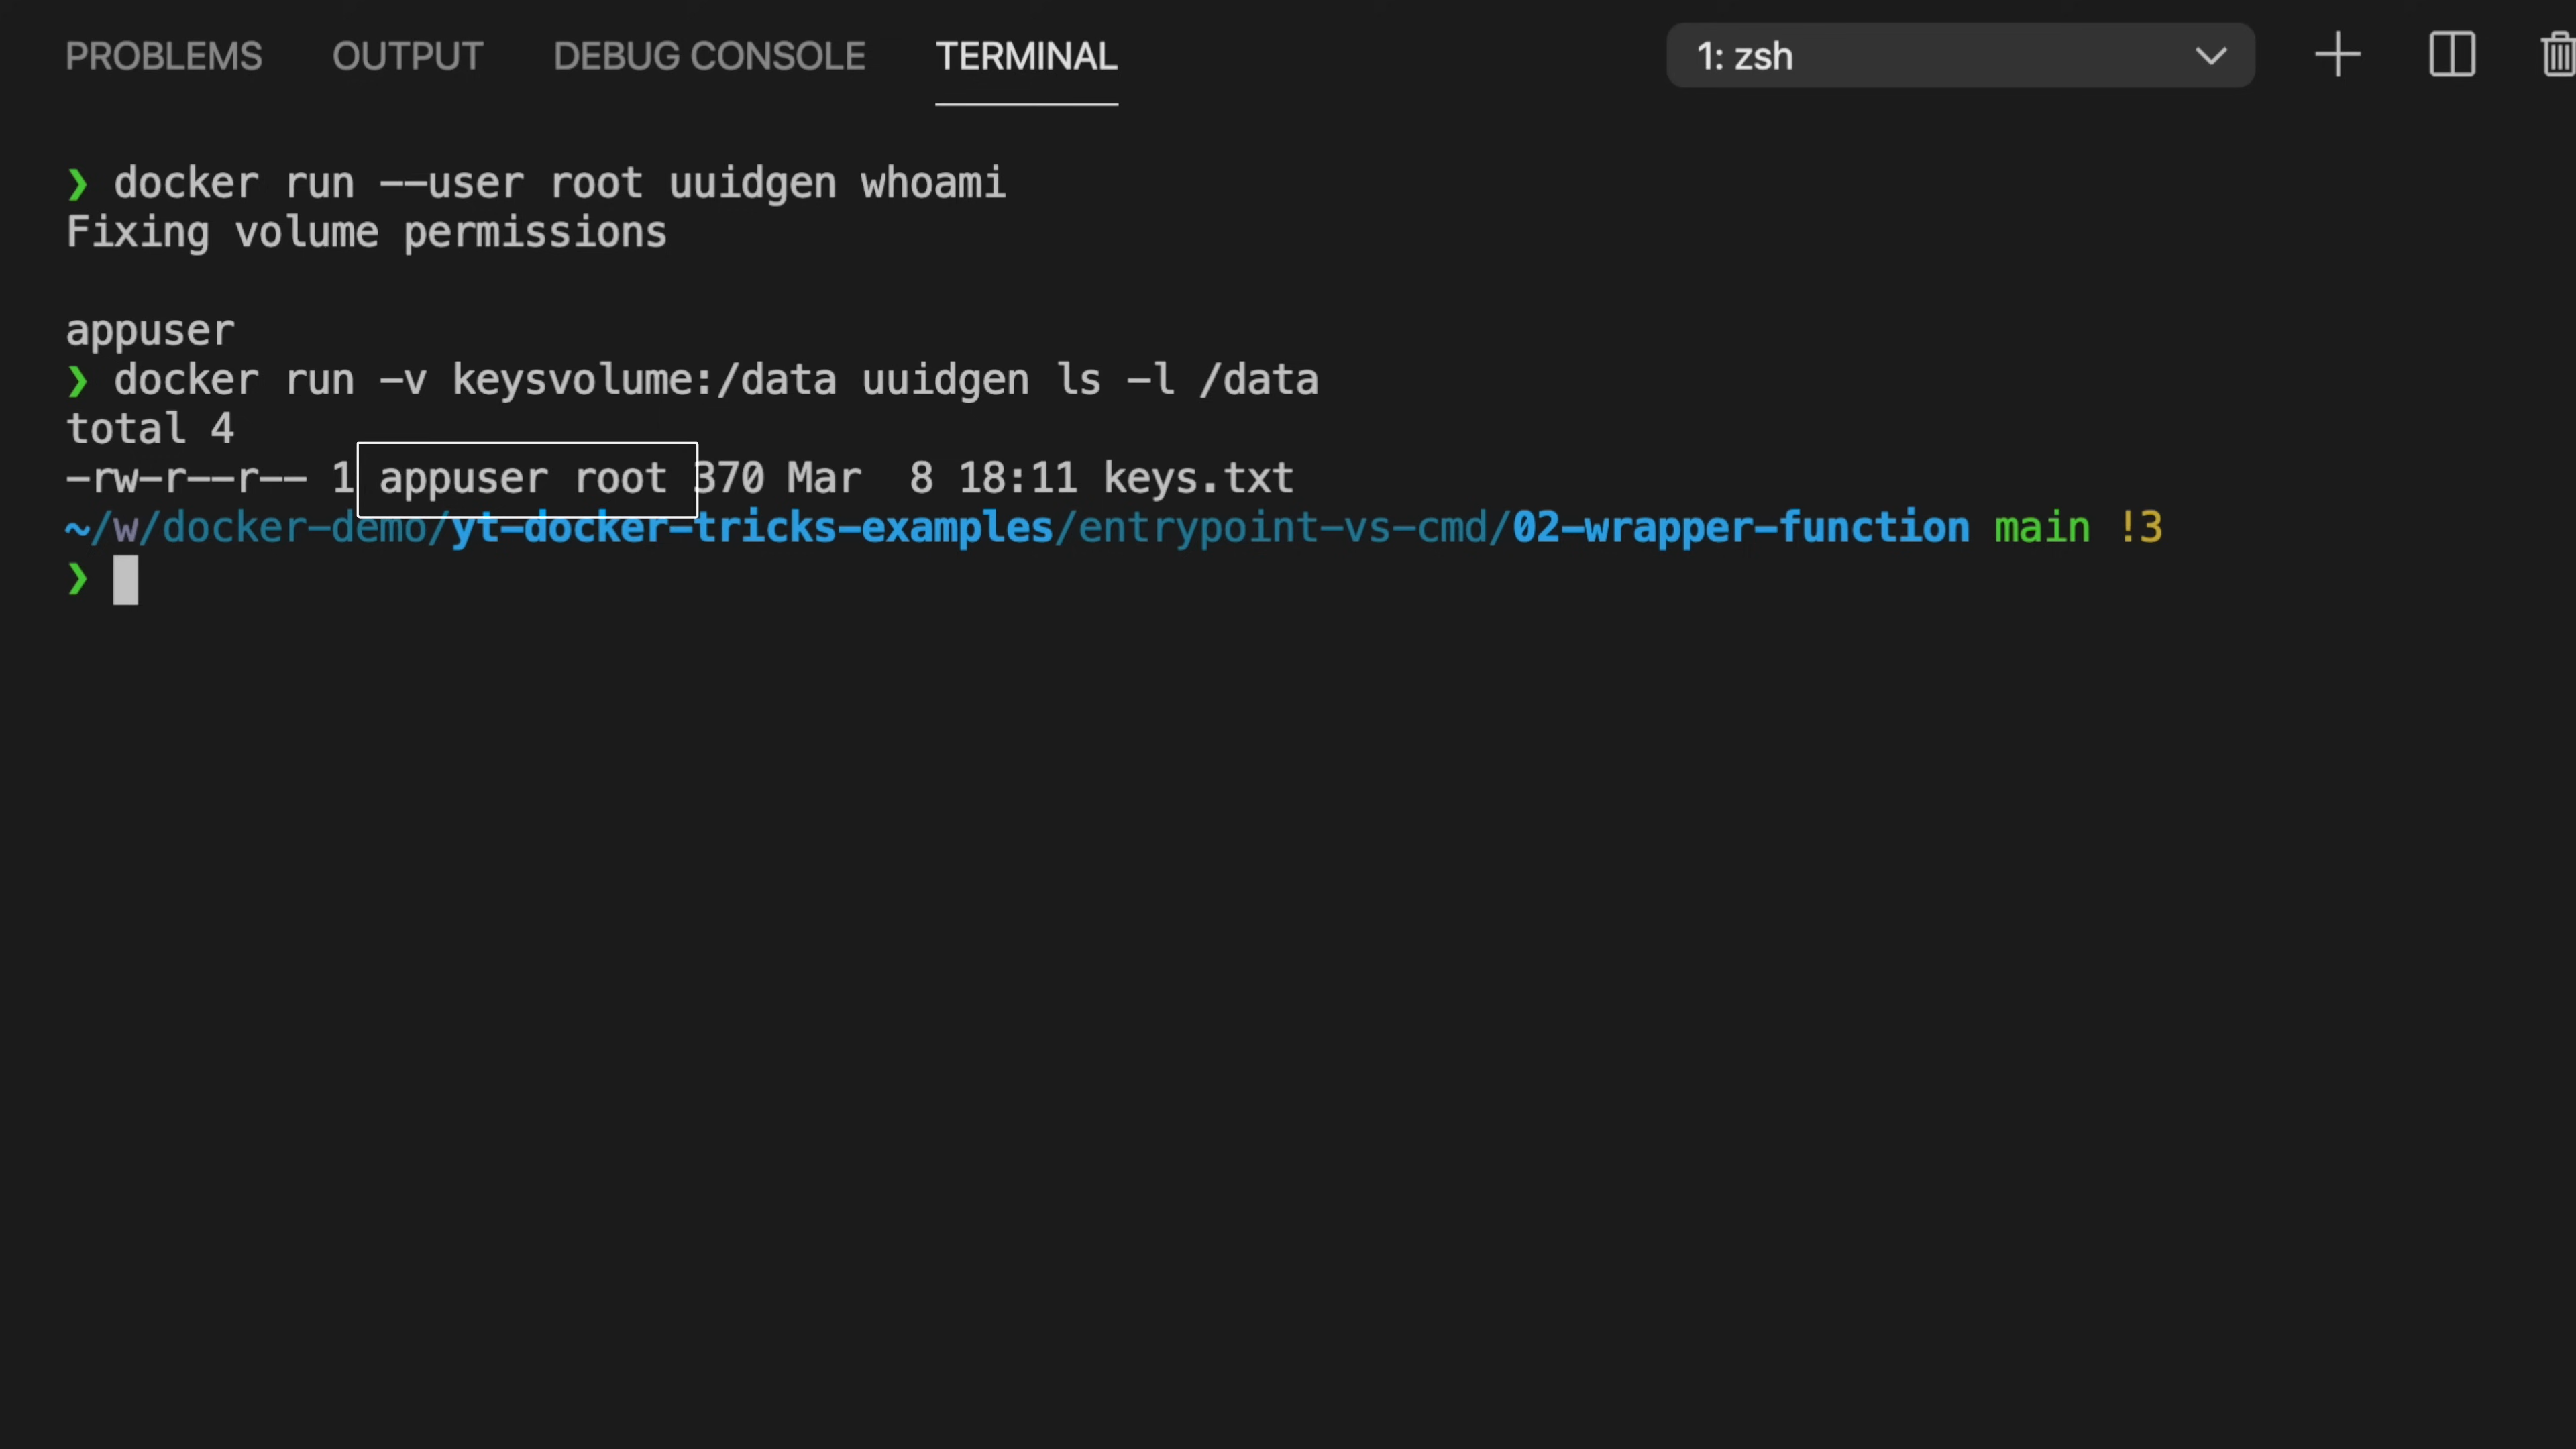 PROBLEMS OUTPUT DEBUG CONSOLE TERMINAL 1: zsh
❯ docker run --user root uuidgen whoami
Fixing volume permissions
appuser
❯ docker run -v keysvolume:/data uuidgen ls -l /data
total 4
-rw-r--r-- 1 appuser root 370 Mar  8 18:11 keys.txt
~/w/docker-demo/yt-docker-tricks-examples/entrypoint-vs-cmd/02-wrapper-function main !3
❯